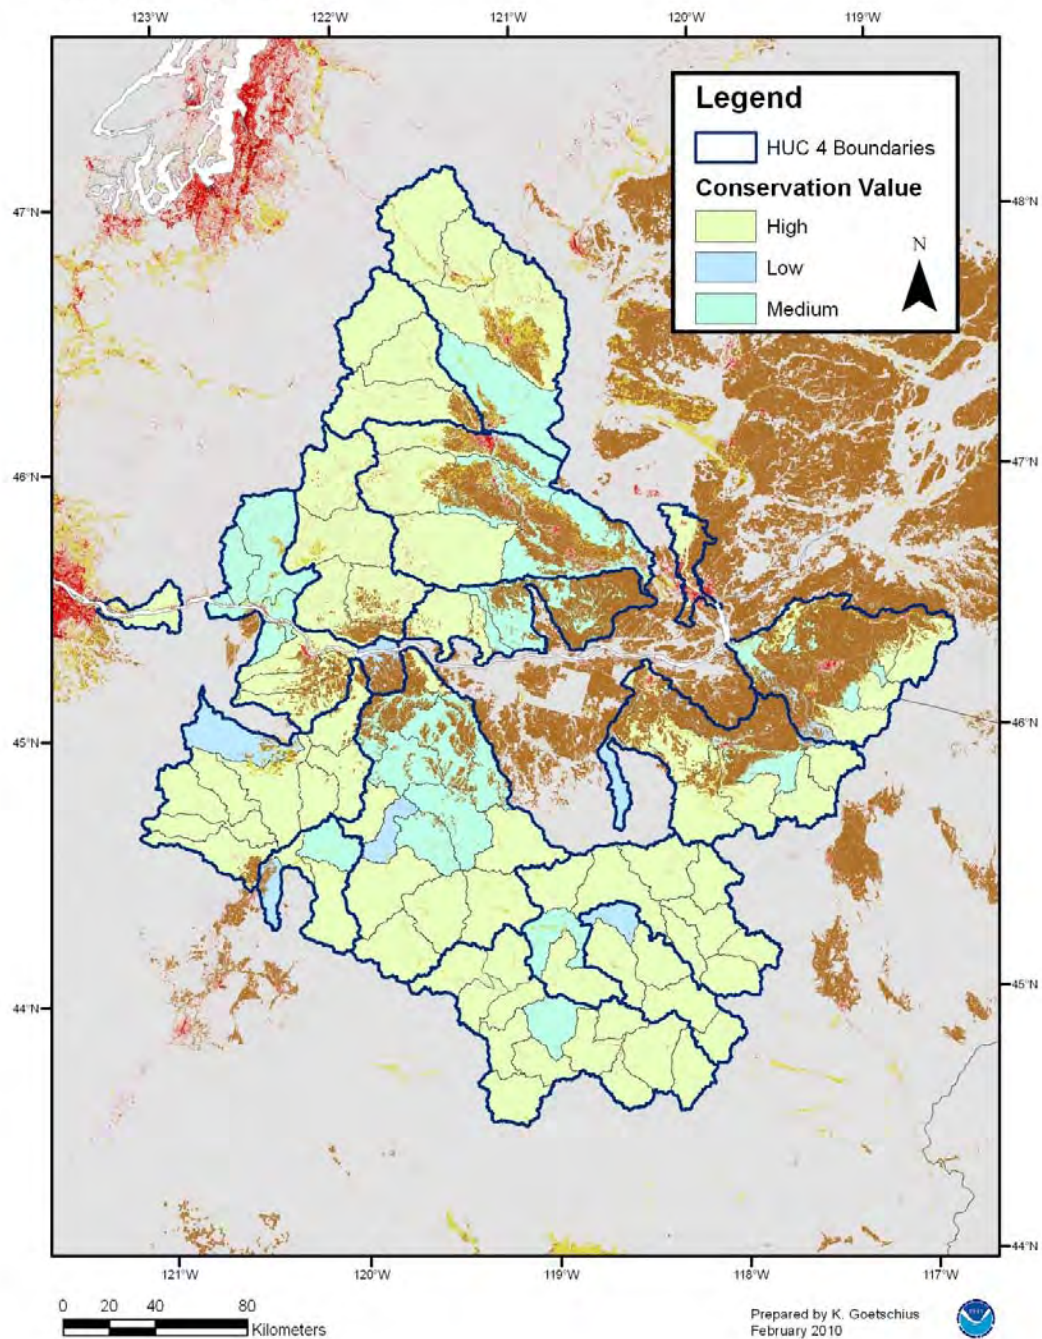 123°W 122°W 121°W 120°W 119°W
Legend
HUC 4 Boundaries
Conservation Value
High
Low
Medium
N
47°N
46°N
45°N
44°N
48°N
47°N
46°N
45°N
44°N
121°W 120°W 119°W 118°W 117°W
0 20 40 80
Kilometers
Prepared by K. Goetschius
February 2010